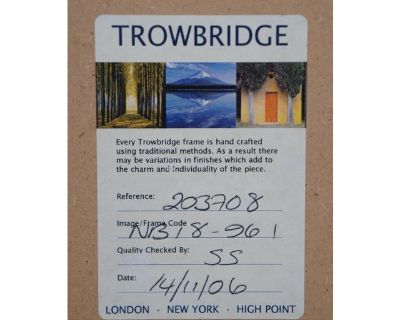 TROWBRIDGE
Every Trowbridge frame is hand crafted
using traditional methods. As a result there
may be variations in finishes which add to
the charm and individuality of the piece.
Reference: 203708
Image/Frame Code NB18-961
Quality Checked By: SS
Date: 14/11/06
LONDON · NEW YORK · HIGH POINT